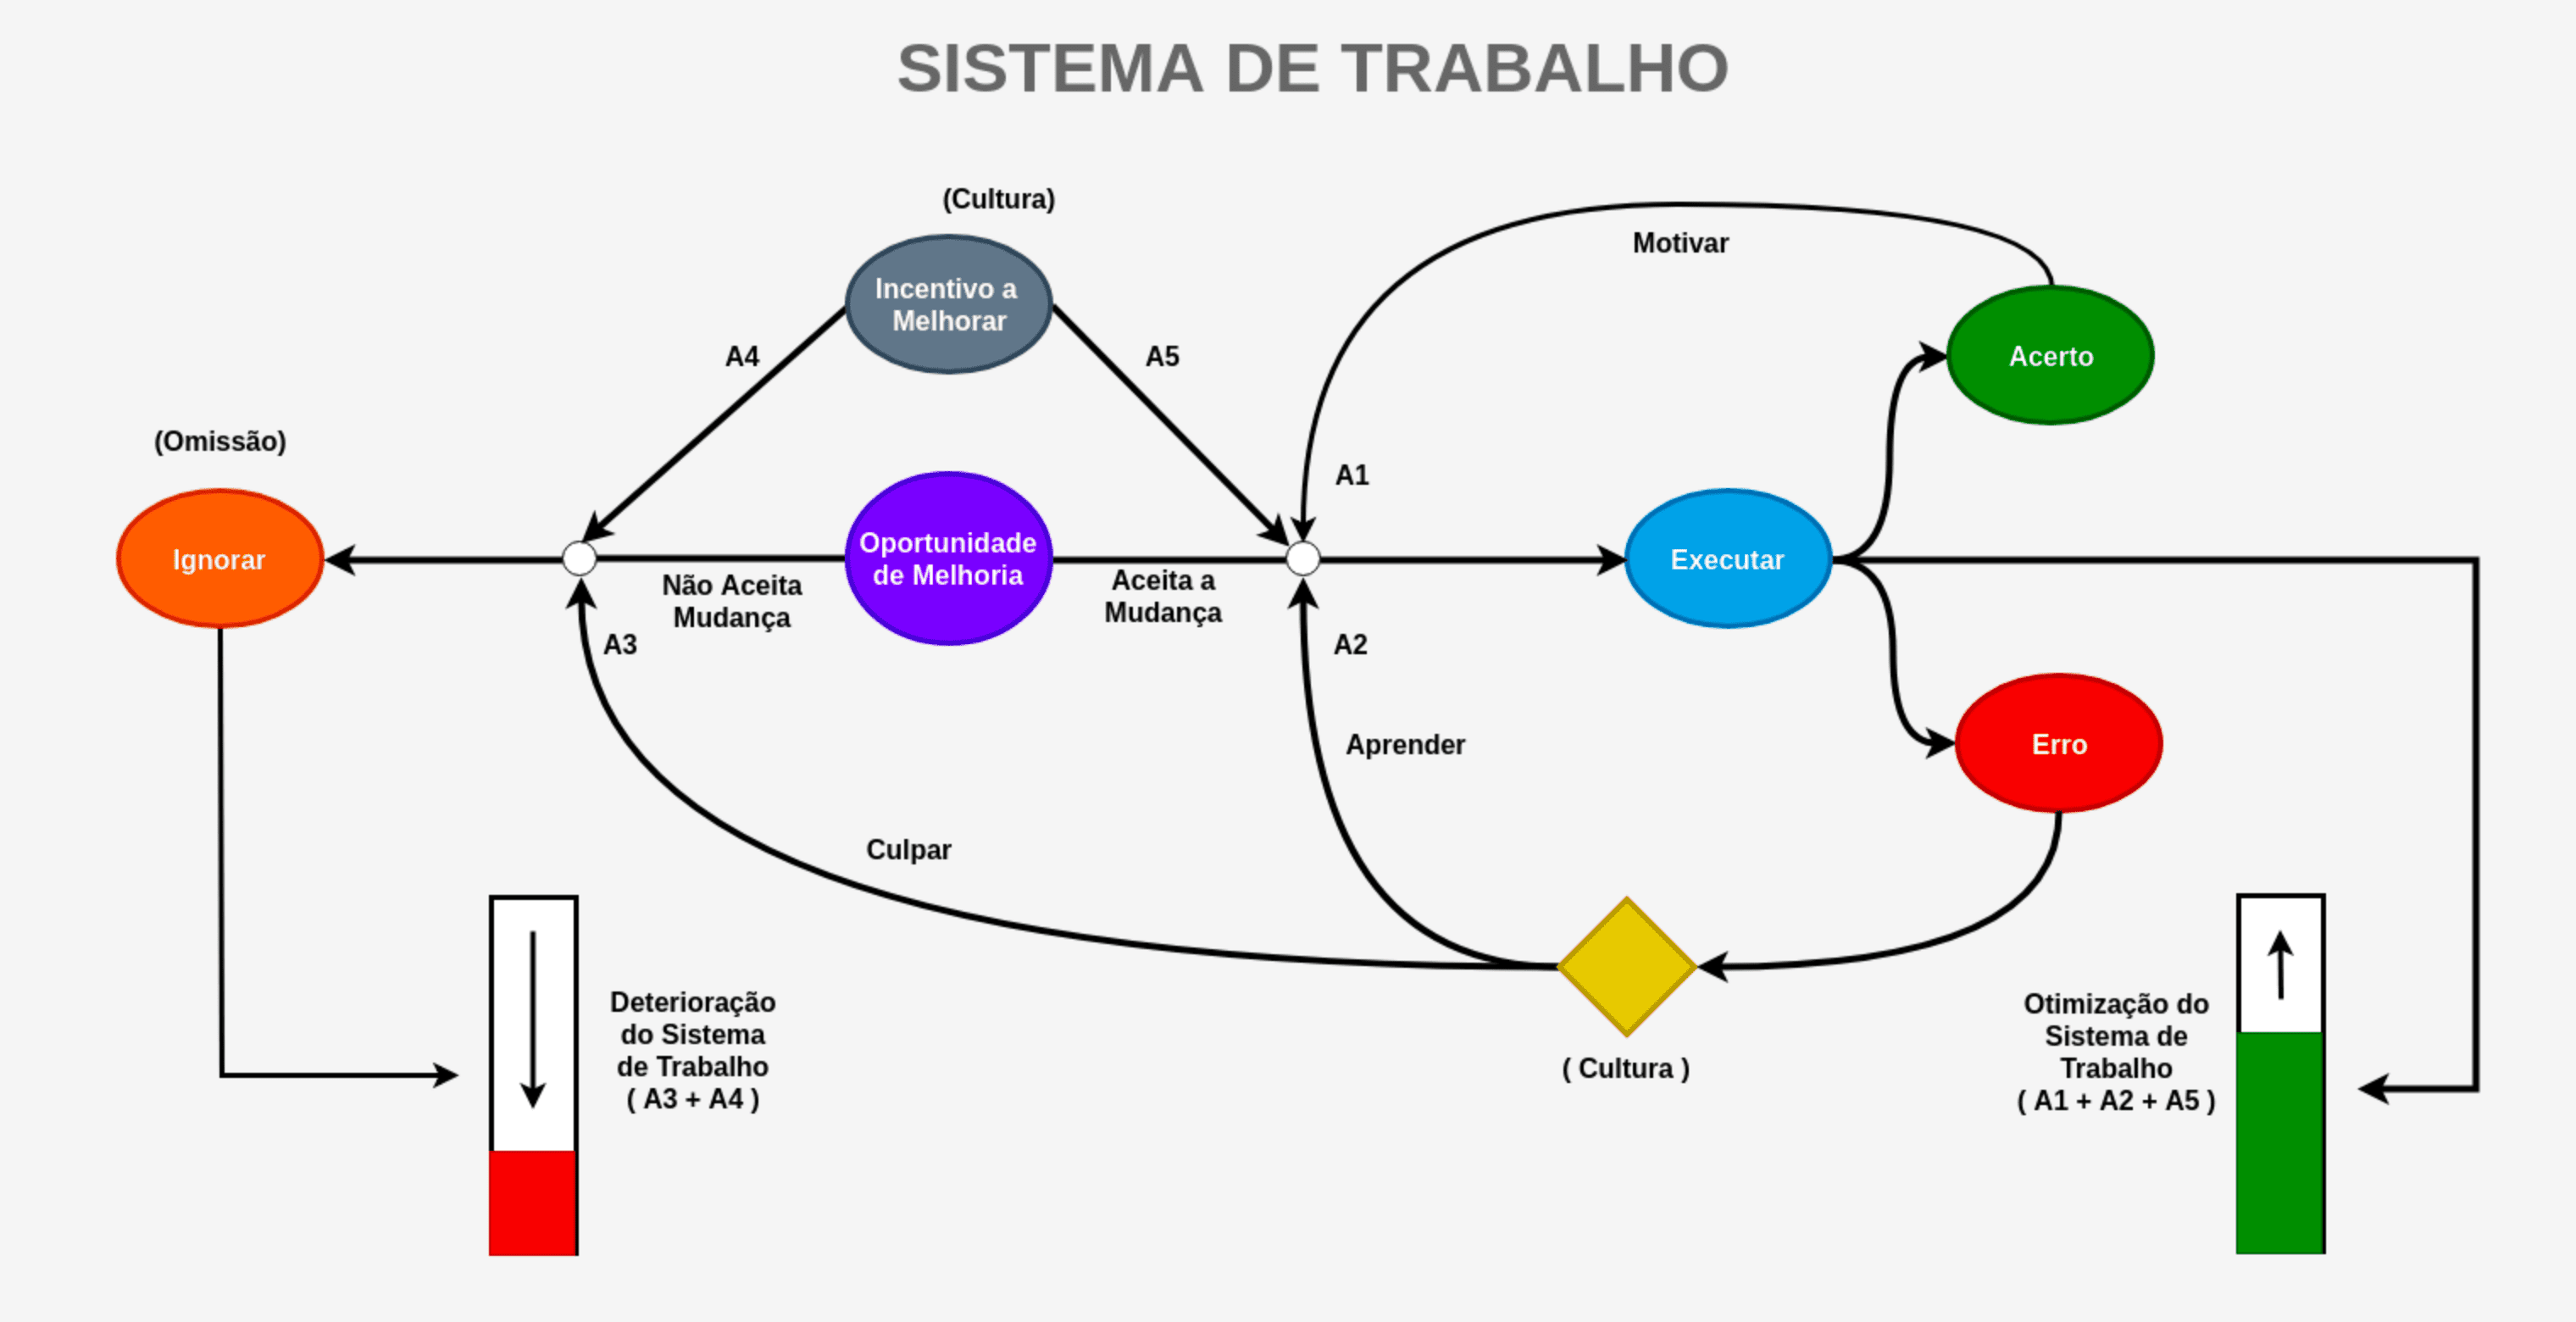 SISTEMA DE TRABALHO
(Cultura)
Incentivo a
Melhorar
Motivar
Acerto
A4
A5
(Omissão)
A1
Ignorar
Não Aceita
Mudança
Oportunidade
de Melhoria
Aceita a
Mudança
Executar
A3
A2
Aprender
Erro
Culpar
Deterioração
do Sistema
de Trabalho
( A3 + A4 )
( Cultura )
Otimização do
Sistema de
Trabalho
( A1 + A2 + A5 )